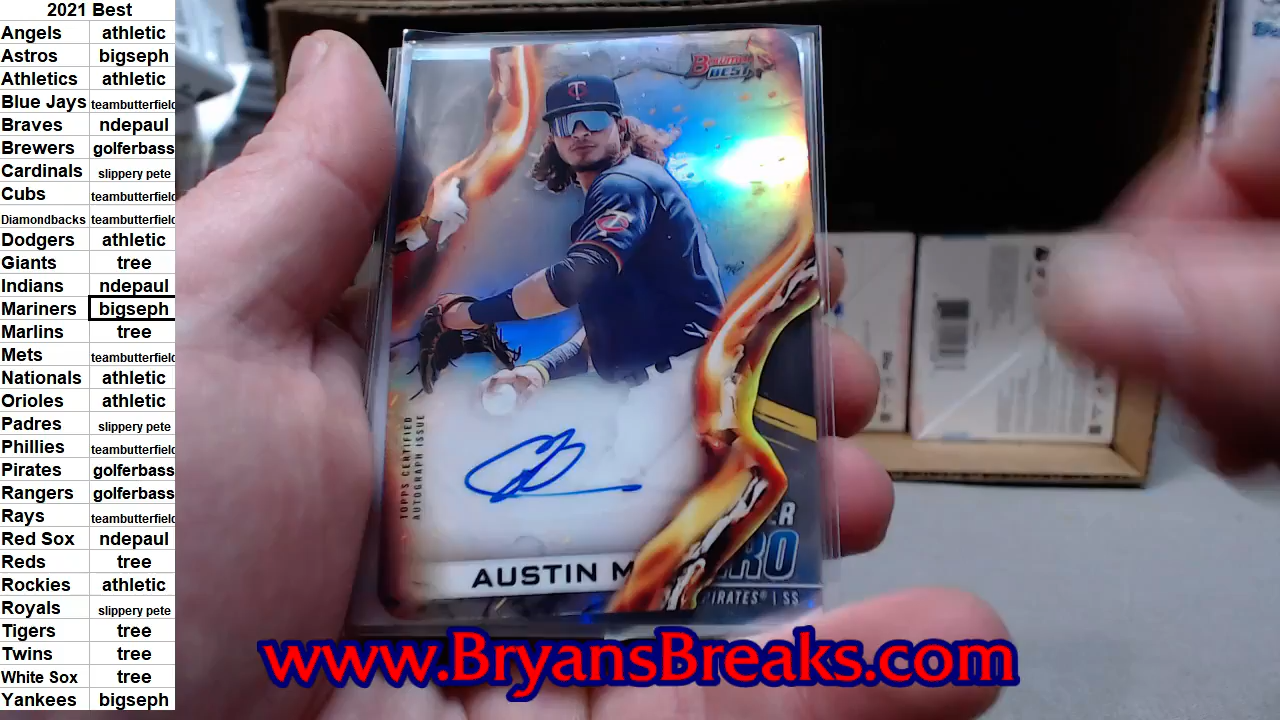 2021 Best
Angels athletic
Astros bigseph
Athletics athletic
Blue Jays teambutterfield
Braves ndepaul
Brewers golferbass
Cardinals slippery pete
Cubs teambutterfield
Diamondbacks teambutterfield
Dodgers athletic
Giants tree
Indians ndepaul
Mariners bigseph
Marlins tree
Mets teambutterfield
Nationals athletic
Orioles athletic
Padres slippery pete
Phillies teambutterfield
Pirates golferbass
Rangers golferbass
Rays teambutterfield
Red Sox ndepaul
Reds tree
Rockies athletic
Royals slippery pete
Tigers tree
Twins tree
White Sox tree
Yankees bigseph
BOWMAN'S
BEST
TOPPS CERTIFIED
AUTOGRAPH ISSUE
AUSTIN M
ER
RO
PIRATES® | SS
www.BryansBreaks.com